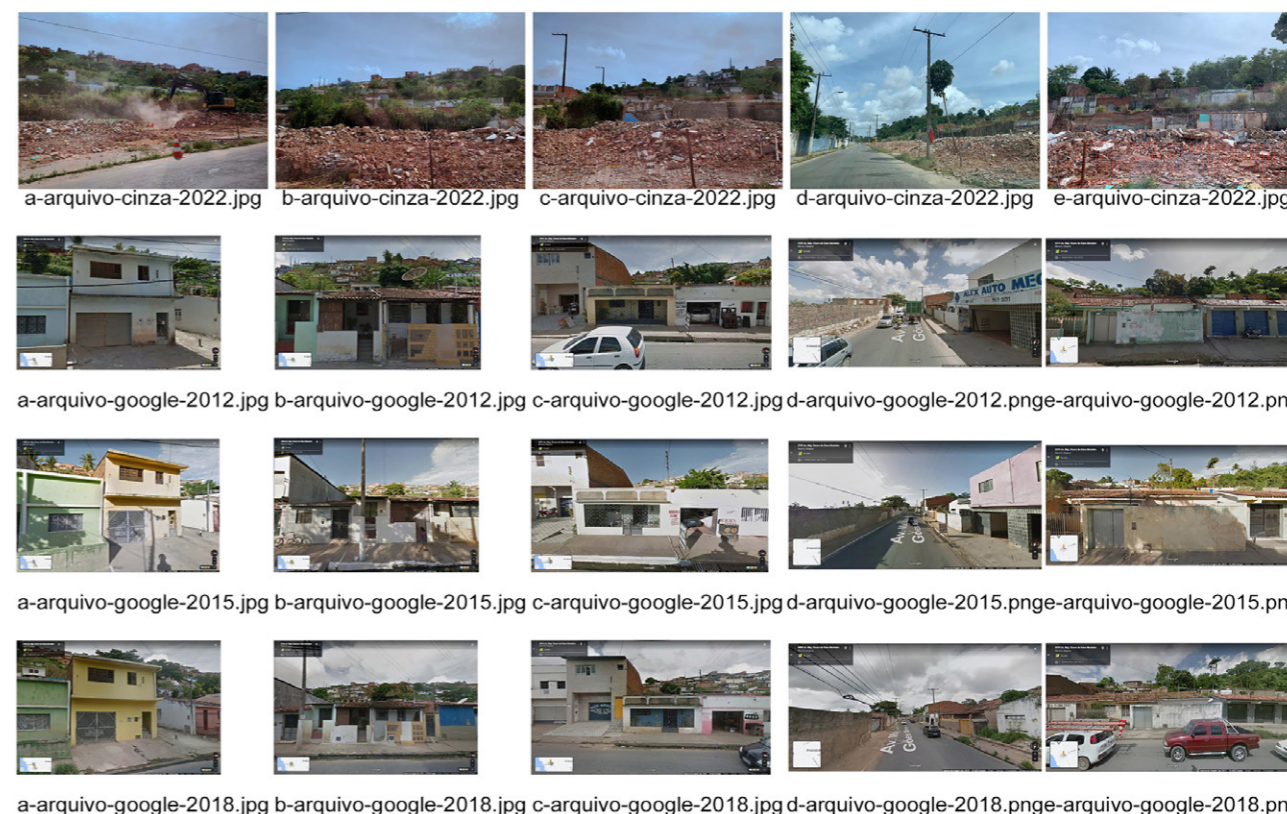 a-arquivo-cinza-2022.jpg b-arquivo-cinza-2022.jpg c-arquivo-cinza-2022.jpg d-arquivo-cinza-2022.jpg e-arquivo-cinza-2022.jpg
ALEX AUTO MEC
a-arquivo-google-2012.jpg b-arquivo-google-2012.jpg c-arquivo-google-2012.jpg d-arquivo-google-2012.png e-arquivo-google-2012.pn
a-arquivo-google-2015.jpg b-arquivo-google-2015.jpg c-arquivo-google-2015.jpg d-arquivo-google-2015.png e-arquivo-google-2015.pn
a-arquivo-google-2018.jpg b-arquivo-google-2018.jpg c-arquivo-google-2018.jpg d-arquivo-google-2018.png e-arquivo-google-2018.pn